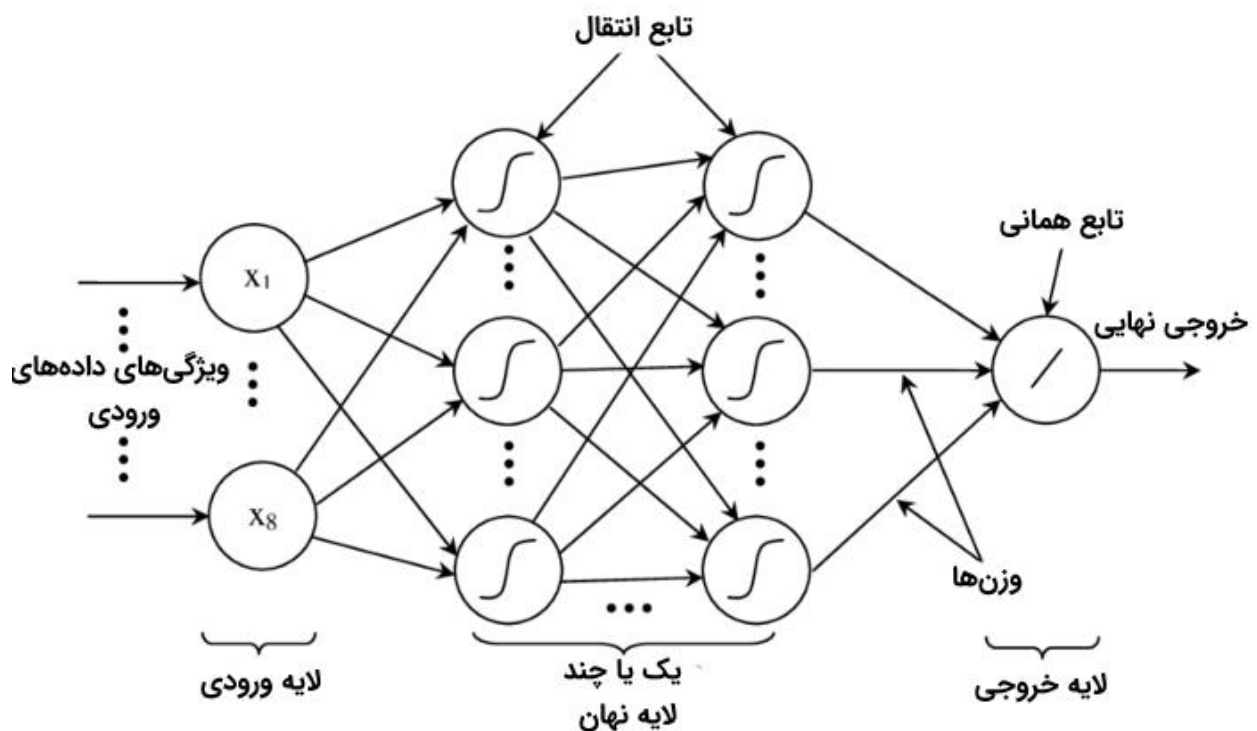 تابع انتقال
تابع همانی
خروجی نهایی
x₁
ویژگی‌های داده‌های
ورودی
x₈
وزن‌ها
لایه ورودی
یک یا چند
لایه نهان
لایه خروجی